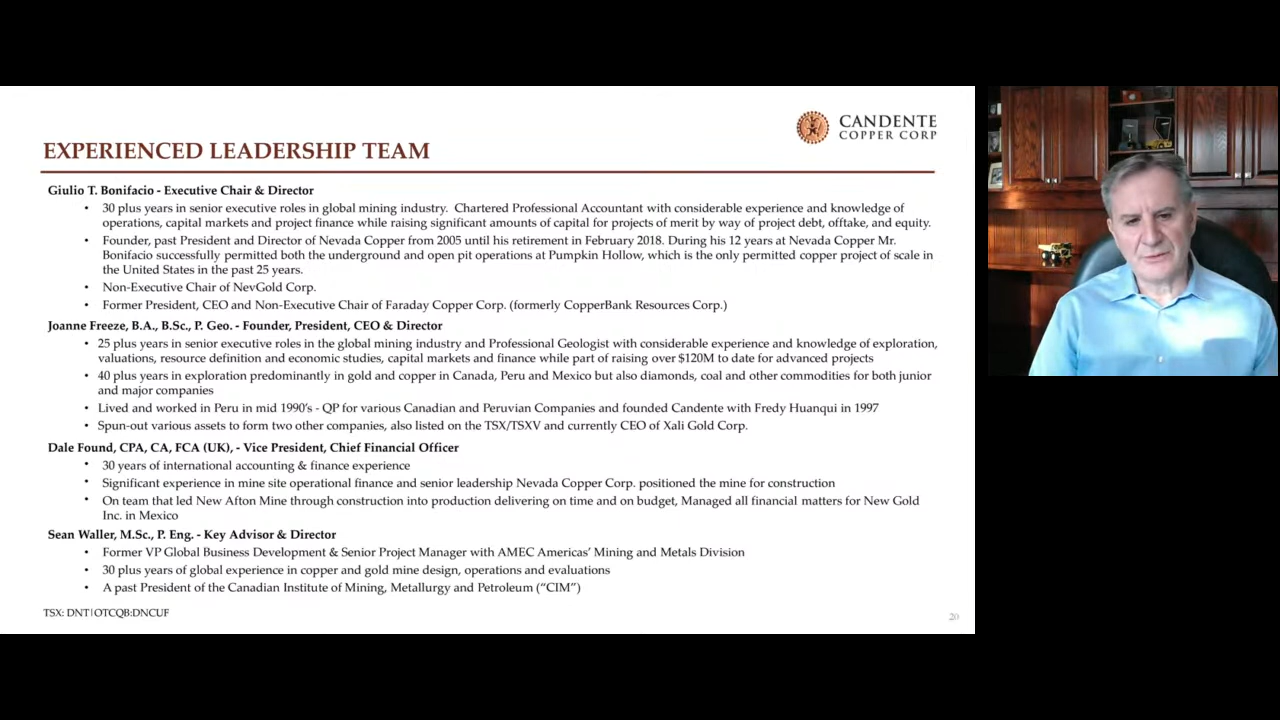 CANDENTE
COPPER CORP
EXPERIENCED LEADERSHIP TEAM
Giulio T. Bonifacio - Executive Chair & Director
• 30 plus years in senior executive roles in global mining industry. Chartered Professional Accountant with considerable experience and knowledge of
operations, capital markets and project finance while raising significant amounts of capital for projects of merit by way of project debt, offtake, and equity.
• Founder, past President and Director of Nevada Copper from 2005 until his retirement in February 2018. During his 12 years at Nevada Copper Mr.
Bonifacio successfully permitted both the underground and open pit operations at Pumpkin Hollow, which is the only permitted copper project of scale in
the United States in the past 25 years.
• Non-Executive Chair of NevGold Corp.
• Former President, CEO and Non-Executive Chair of Faraday Copper Corp. (formerly CopperBank Resources Corp.)
Joanne Freeze, B.A., B.Sc., P. Geo. - Founder, President, CEO & Director
• 25 plus years in senior executive roles in the global mining industry and Professional Geologist with considerable experience and knowledge of exploration,
valuations, resource definition and economic studies, capital markets and finance while part of raising over $120M to date for advanced projects
• 40 plus years in exploration predominantly in gold and copper in Canada, Peru and Mexico but also diamonds, coal and other commodities for both junior
and major companies
• Lived and worked in Peru in mid 1990's - QP for various Canadian and Peruvian Companies and founded Candente with Fredy Huanqui in 1997
• Spun-out various assets to form two other companies, also listed on the TSX/TSXV and currently CEO of Xali Gold Corp.
Dale Found, CPA, CA, FCA (UK), - Vice President, Chief Financial Officer
• 30 years of international accounting & finance experience
• Significant experience in mine site operational finance and senior leadership Nevada Copper Corp. positioned the mine for construction
• On team that led New Afton Mine through construction into production delivering on time and on budget, Managed all financial matters for New Gold
Inc. in Mexico
Sean Waller, M.Sc., P. Eng. - Key Advisor & Director
• Former VP Global Business Development & Senior Project Manager with AMEC Americas' Mining and Metals Division
• 30 plus years of global experience in copper and gold mine design, operations and evaluations
• A past President of the Canadian Institute of Mining, Metallurgy and Petroleum ("CIM")
TSX: DNT|OTCQB:DNCUF
20